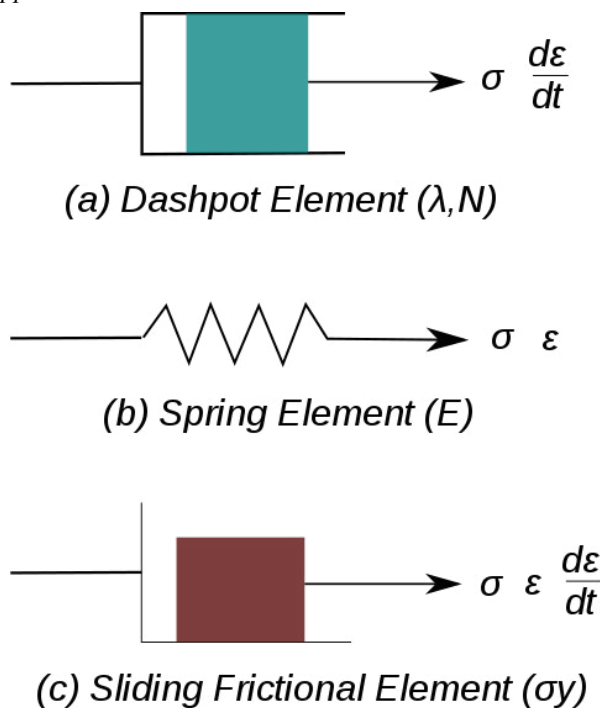 σ dε/dt
(a) Dashpot Element (λ,N)
σ ε
(b) Spring Element (E)
σ ε dε/dt
(c) Sliding Frictional Element (σy)